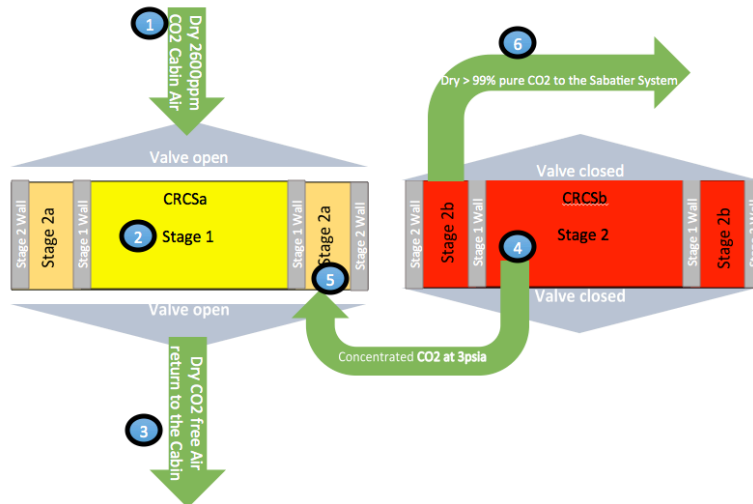 1
Dry 2600ppm
CO2 Cabin Air
6
Dry > 99% pure CO2 to the Sabatier System
Valve open
Valve closed
Stage 2 Wall
Stage 2a
Stage 1 Wall
CRCSa
2
Stage 1
Stage 1 Wall
Stage 2a
Stage 2 Wall
5
Stage 2 Wall
Stage 2b
Stage 1 Wall
CRCSb
4
Stage 2
Stage 1 Wall
Stage 2b
Stage 2 Wall
Valve open
Valve closed
Concentrated CO2 at 3psia
3
Dry CO2 free Air
return to the Cabin